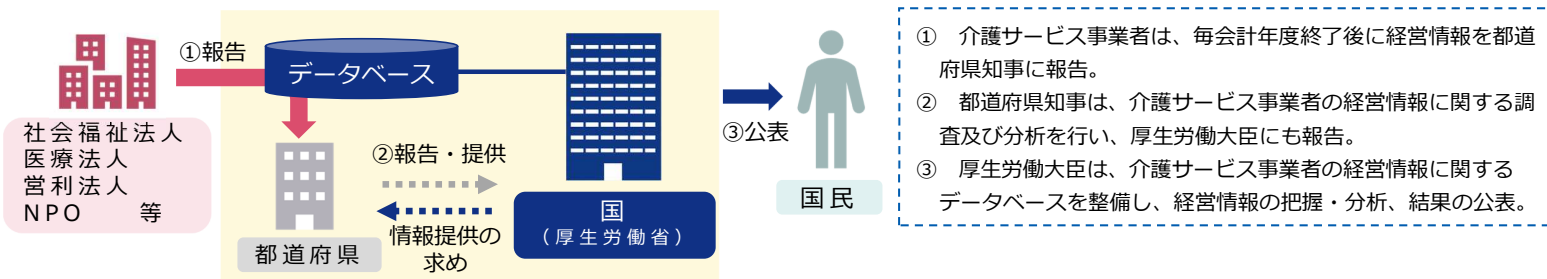 ①報告
データベース
社会福祉法人
医療法人
営利法人
NPO 等
②報告・提供
都道府県
情報提供の
求め
国
(厚生労働省)
③公表
国民
① 介護サービス事業者は、毎会計年度終了後に経営情報を都道
府県知事に報告。
② 都道府県知事は、介護サービス事業者の経営情報に関する調
査及び分析を行い、厚生労働大臣にも報告。
③ 厚生労働大臣は、介護サービス事業者の経営情報に関する
データベースを整備し、経営情報の把握・分析、結果の公表。